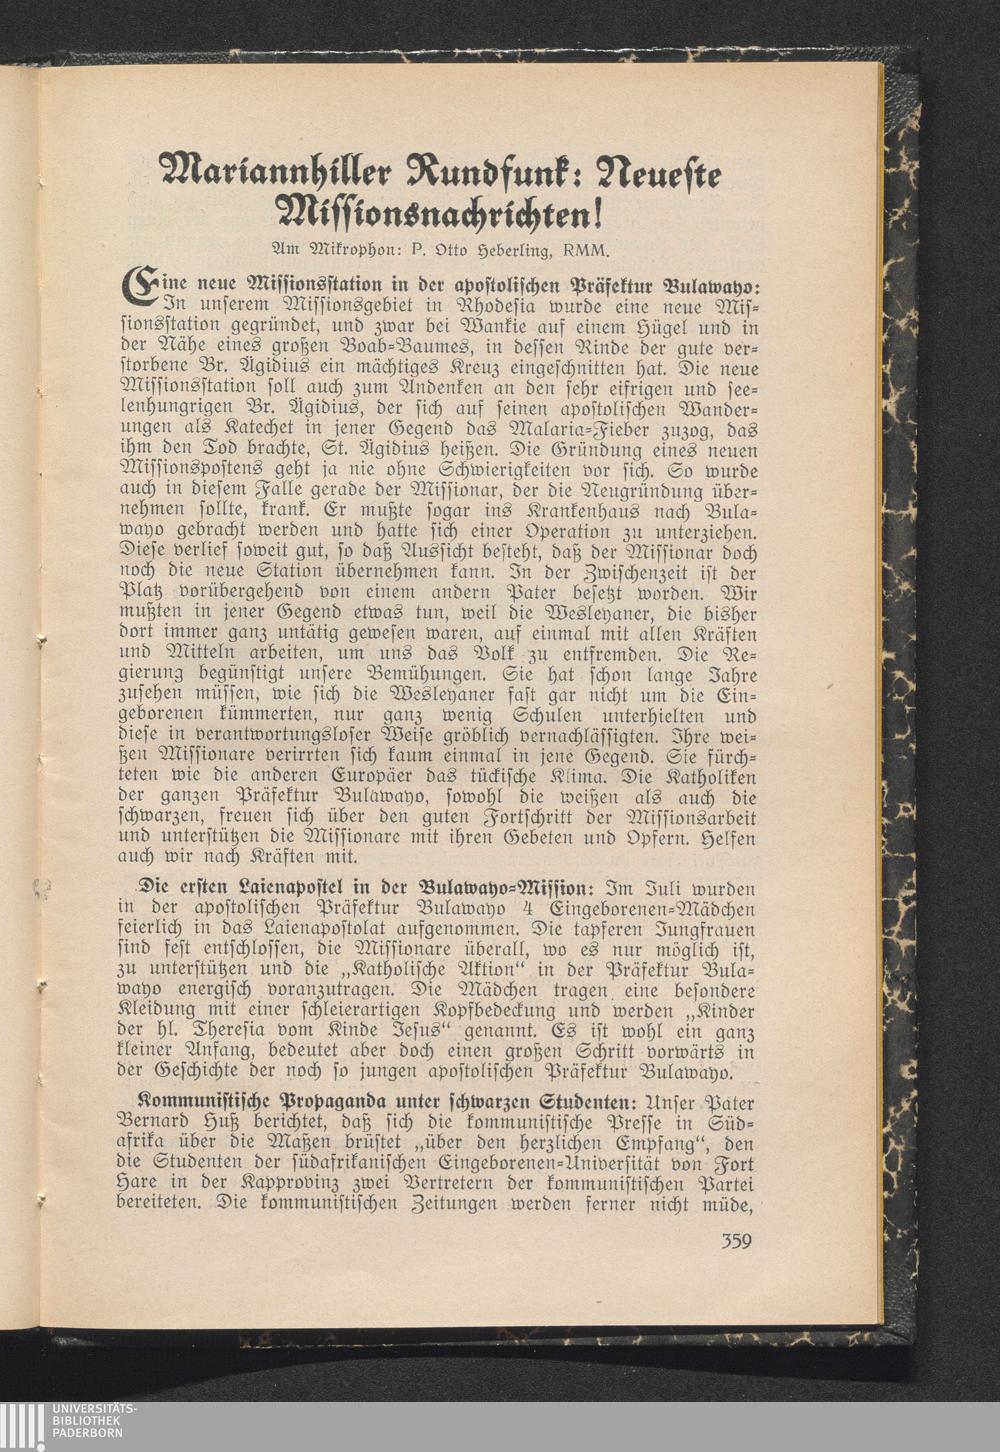 Mariannhiller Rundfunk: Neueste
Missionsnachrichten!
Am Mikrophon: P. Otto Heberling, RMM.
Eine neue Missionsstation in der apostolischen Präfektur Bulawayo:
In unserem Missionsgebiet in Rhodesia wurde eine neue Mis-
sionsstation gegründet, und zwar bei Wankie auf einem Hügel und in
der Nähe eines großen Boab-Baumes, in dessen Rinde der gute ver-
storbene Br. Ägidius ein mächtiges Kreuz eingeschnitten hat. Die neue
Missionsstation soll auch zum Andenken an den sehr eifrigen und see-
lenhungrigen Br. Ägidius, der sich auf seinen apostolischen Wander-
ungen als Katechet in jener Gegend das Malaria-Fieber zuzog, das
ihm den Tod brachte, St. Ägidius heißen. Die Gründung eines neuen
Missionspostens geht ja nie ohne Schwierigkeiten vor sich. So wurde
auch in diesem Falle gerade der Missionar, der die Neugründung über-
nehmen sollte, krank. Er mußte sogar ins Krankenhaus nach Bula-
wayo gebracht werden und hatte sich einer Operation zu unterziehen.
Diese verlief soweit gut, so daß Aussicht besteht, daß der Missionar doch
noch die neue Station übernehmen kann. In der Zwischenzeit ist der
Platz vorübergehend von einem andern Pater besetzt worden. Wir
mußten in jener Gegend etwas tun, weil die Wesleyaner, die bisher
dort immer ganz untätig gewesen waren, auf einmal mit allen Kräften
und Mitteln arbeiten, um uns das Volk zu entfremden. Die Re-
gierung begünstigt unsere Bemühungen. Sie hat schon lange Jahre
zusehen müssen, wie sich die Wesleyaner fast gar nicht um die Ein-
geborenen kümmerten, nur ganz wenig Schulen unterhielten und
diese in verantwortungsloser Weise gröblich vernachlässigten. Ihre wei-
ßen Missionare verirrten sich kaum einmal in jene Gegend. Sie fürch-
teten wie die anderen Europäer das tückische Klima. Die Katholiken
der ganzen Präfektur Bulawayo, sowohl die weißen als auch die
schwarzen, freuen sich über den guten Fortschritt der Missionsarbeit
und unterstützen die Missionare mit ihren Gebeten und Opfern. Helfen
auch wir nach Kräften mit.
Die ersten Laienapostel in der Bulawayo-Mission: Im Juli wurden
in der apostolischen Präfektur Bulawayo 4 Eingeborenen-Mädchen
feierlich in das Laienapostolat aufgenommen. Die tapferen Jungfrauen
sind fest entschlossen, die Missionare überall, wo es nur möglich ist,
zu unterstützen und die „Katholische Aktion“ in der Präfektur Bula-
wayo energisch voranzutragen. Die Mädchen tragen eine besondere
Kleidung mit einer schleierartigen Kopfbedeckung und werden „Kinder
der hl. Theresia vom Kinde Jesus“ genannt. Es ist wohl ein ganz
kleiner Anfang, bedeutet aber doch einen großen Schritt vorwärts in
der Geschichte der noch so jungen apostolischen Präfektur Bulawayo.
Kommunistische Propaganda unter schwarzen Studenten: Unser Pater
Bernard Huß berichtet, daß sich die kommunistische Presse in Süd-
afrika über die Maßen brüstet „über den herzlichen Empfang“, den
die Studenten der südafrikanischen Eingeborenen-Universität von Fort
Hare in der Kapprovinz zwei Vertretern der kommunistischen Partei
bereiteten. Die kommunistischen Zeitungen werden ferner nicht müde,
359
UNIVERSITÄTS-
BIBLIOTHEK
PADERBORN